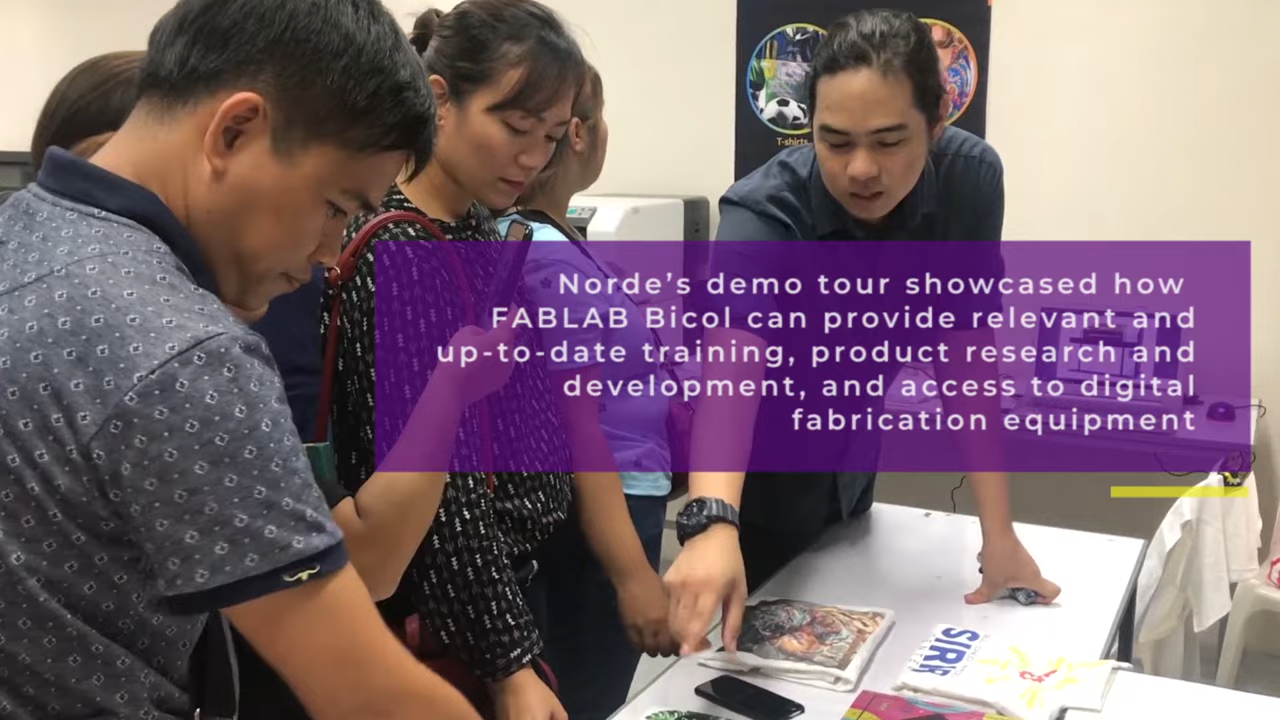 T-shirts
Norde's demo tour showcased how
FABLAB Bicol can provide relevant and
up-to-date training, product research and
development, and access to digital
fabrication equipment
SIRIR